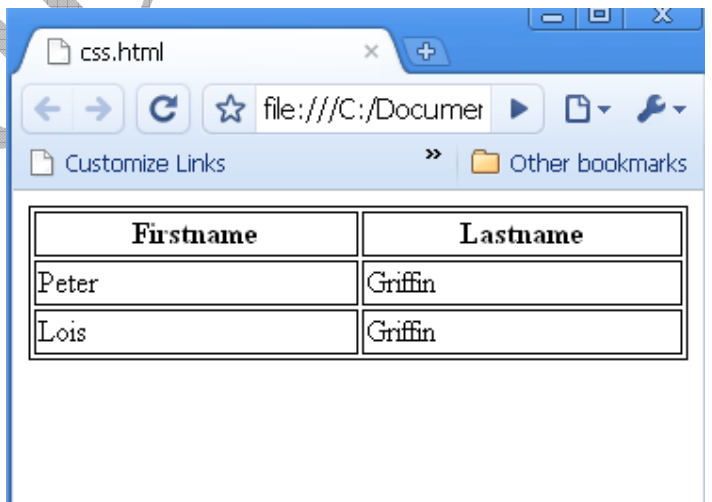 css.html
file:///C:/Documer
Customize Links » Other bookmarks
Firstname Lastname
Peter Griffin
Lois Griffin